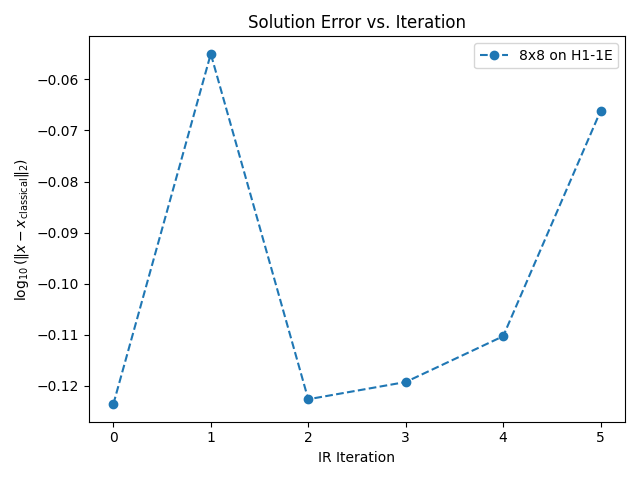 Solution Error vs. Iteration
8x8 on H1-1E
log₁₀(‖x − x_classical‖₂)
−0.06
−0.07
−0.08
−0.09
−0.10
−0.11
−0.12
0 1 2 3 4 5
IR Iteration